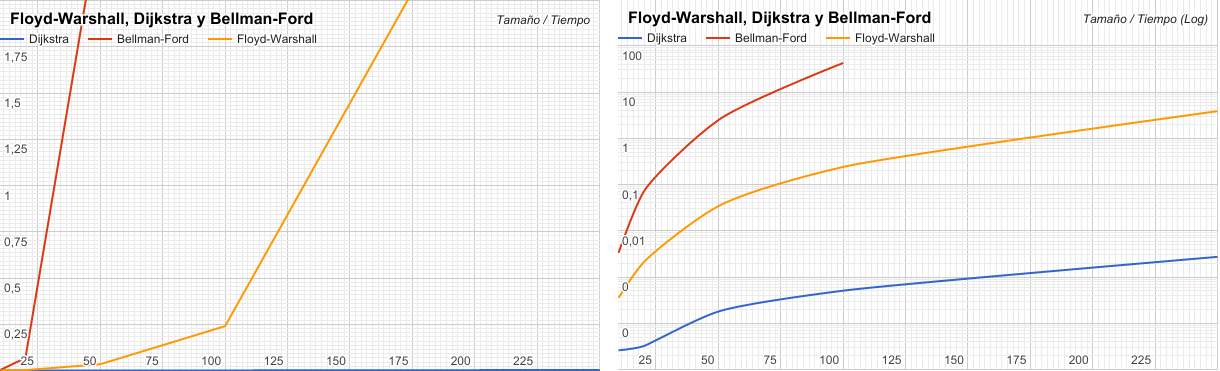 Floyd-Warshall, Dijkstra y Bellman-Ford
Tamaño / Tiempo
Dijkstra Bellman-Ford Floyd-Warshall
1,75
1,5
1,25
1
0,75
0,5
0,25
25 50 75 100 125 150 175 200 225
Floyd-Warshall, Dijkstra y Bellman-Ford
Tamaño / Tiempo (Log)
Dijkstra Bellman-Ford Floyd-Warshall
100
10
1
0,1
0,01
0
0
25 50 75 100 125 150 175 200 225